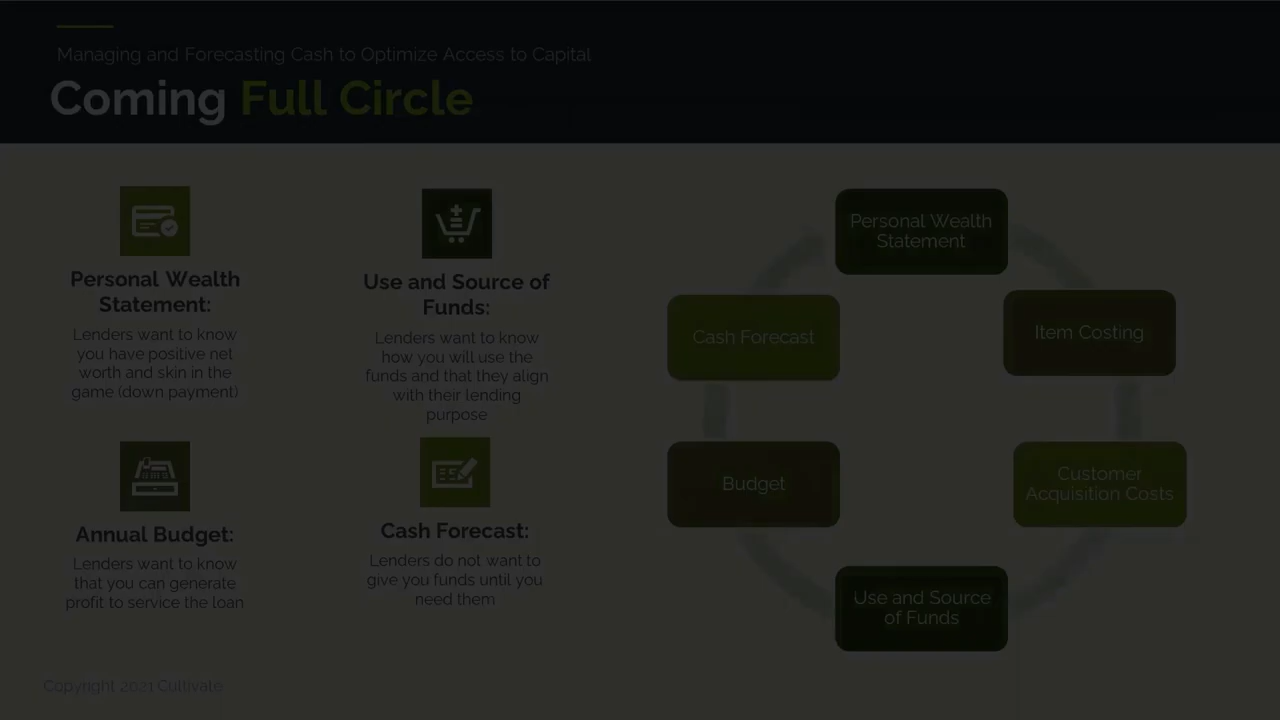 Managing and Forecasting Cash to Optimize Access to Capital
Coming Full Circle
Personal Wealth
Statement:
Lenders want to know
you have positive net
worth and skin in the
game (down payment)
Use and Source of
Funds:
Lenders want to know
how you will use the
funds and that they align
with their lending
purpose
Annual Budget:
Lenders want to know
that you can generate
profit to service the loan
Cash Forecast:
Lenders do not want to
give you funds until you
need them
Personal Wealth
Statement
Item Costing
Customer
Acquisition Costs
Use and Source
of Funds
Budget
Cash Forecast
Copyright 2021 Cultivate